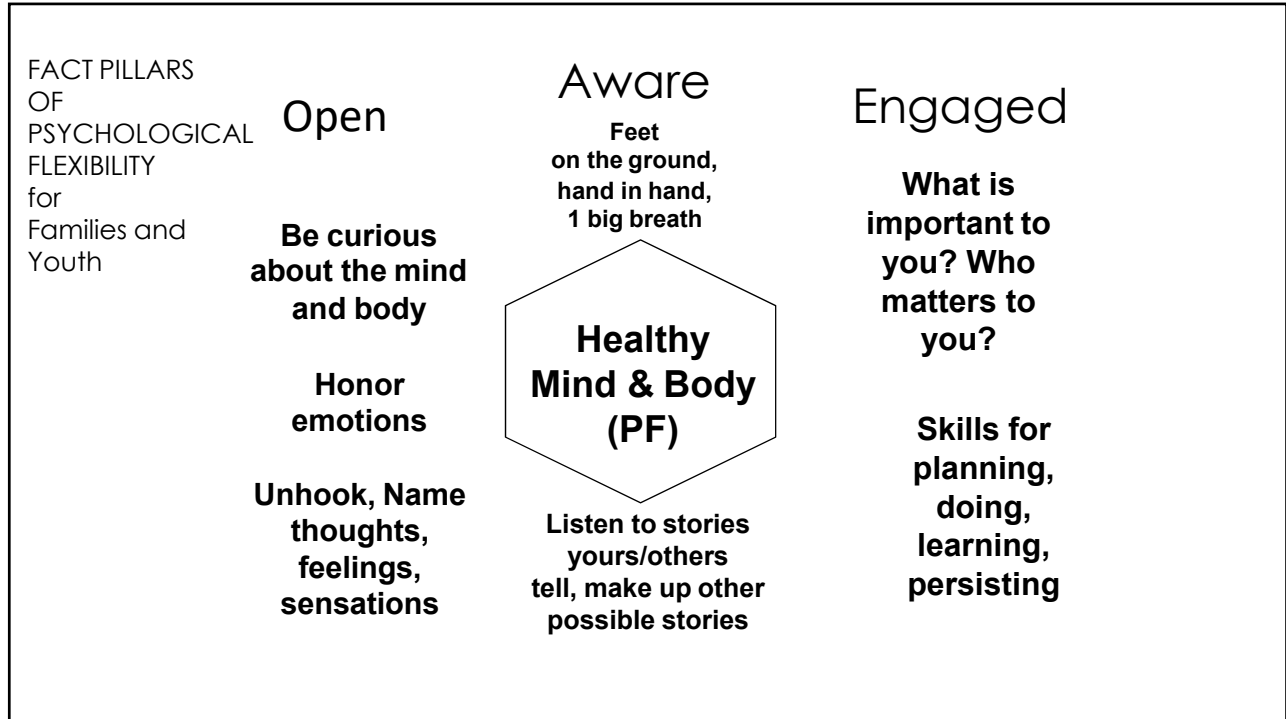 FACT PILLARS
OF
PSYCHOLOGICAL
FLEXIBILITY
for
Families and
Youth
Open
Be curious
about the mind
and body
Honor
emotions
Unhook, Name
thoughts,
feelings,
sensations
Aware
Feet
on the ground,
hand in hand,
1 big breath
Healthy
Mind & Body
(PF)
Listen to stories
yours/others
tell, make up other
possible stories
Engaged
What is
important to
you? Who
matters to
you?
Skills for
planning,
doing,
learning,
persisting